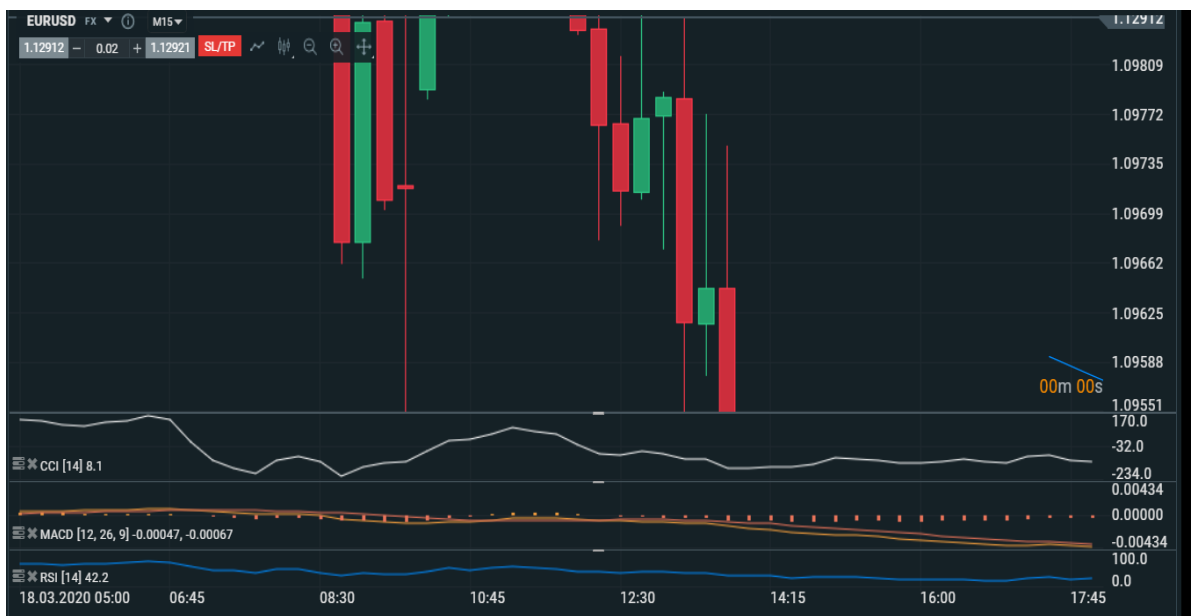 EURUSD FX M15 1.12912
1.12912 − 0.02 + 1.12921 SL/TP
1.09809
1.09772
1.09735
1.09699
1.09662
1.09625
1.09588
00m 00s
1.09551
170.0
-32.0
CCI [14] 8.1
-234.0
0.00434
0.00000
MACD [12, 26, 9] -0.00047, -0.00067
-0.00434
100.0
RSI [14] 42.2
0.0
18.03.2020 05:00 06:45 08:30 10:45 12:30 14:15 16:00 17:45